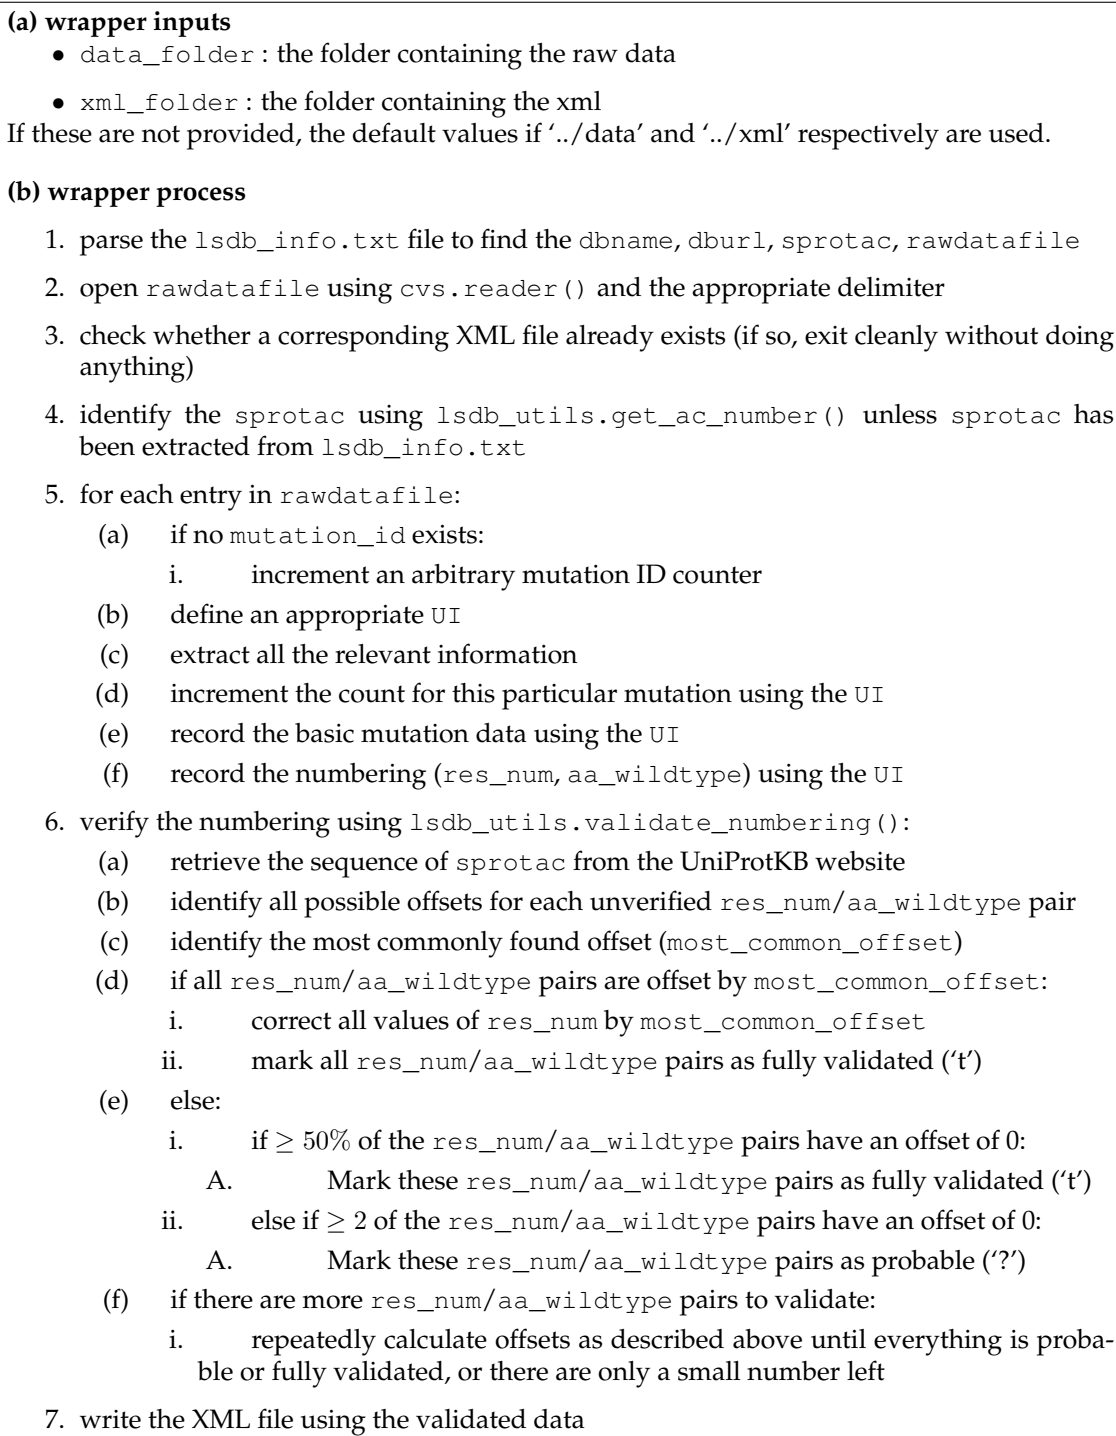 (a) wrapper inputs
• data_folder : the folder containing the raw data
• xml_folder : the folder containing the xml
If these are not provided, the default values if ‘../data’ and ‘../xml’ respectively are used.
(b) wrapper process
1. parse the lsdb_info.txt file to find the dbname, dburl, sprotac, rawdatafile
2. open rawdatafile using cvs.reader() and the appropriate delimiter
3. check whether a corresponding XML file already exists (if so, exit cleanly without doing
anything)
4. identify the sprotac using lsdb_utils.get_ac_number() unless sprotac has
been extracted from lsdb_info.txt
5. for each entry in rawdatafile:
(a) if no mutation_id exists:
i. increment an arbitrary mutation ID counter
(b) define an appropriate UI
(c) extract all the relevant information
(d) increment the count for this particular mutation using the UI
(e) record the basic mutation data using the UI
(f) record the numbering (res_num, aa_wildtype) using the UI
6. verify the numbering using lsdb_utils.validate_numbering():
(a) retrieve the sequence of sprotac from the UniProtKB website
(b) identify all possible offsets for each unverified res_num/aa_wildtype pair
(c) identify the most commonly found offset (most_common_offset)
(d) if all res_num/aa_wildtype pairs are offset by most_common_offset:
i. correct all values of res_num by most_common_offset
ii. mark all res_num/aa_wildtype pairs as fully validated (‘t’)
(e) else:
i. if ≥ 50% of the res_num/aa_wildtype pairs have an offset of 0:
A. Mark these res_num/aa_wildtype pairs as fully validated (‘t’)
ii. else if ≥ 2 of the res_num/aa_wildtype pairs have an offset of 0:
A. Mark these res_num/aa_wildtype pairs as probable (‘?’)
(f) if there are more res_num/aa_wildtype pairs to validate:
i. repeatedly calculate offsets as described above until everything is proba-
ble or fully validated, or there are only a small number left
7. write the XML file using the validated data